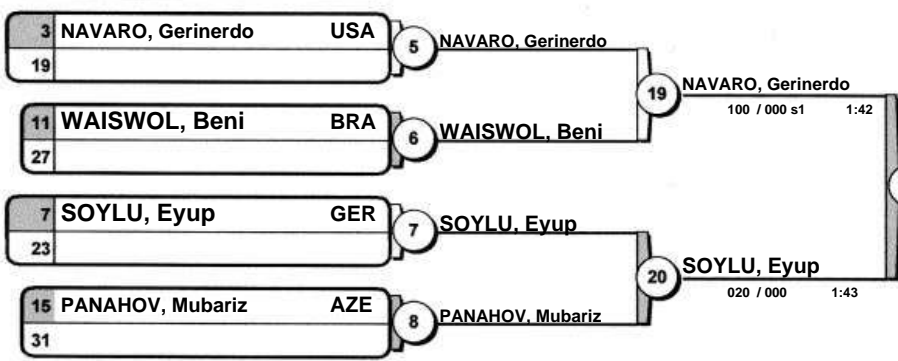 3 NAVARO, Gerinerdo USA
19
5
NAVARO, Gerinerdo
11 WAISWOL, Beni BRA
27
6
WAISWOL, Beni
19
NAVARO, Gerinerdo
100 / 000 s1 1:42
7 SOYLU, Eyup GER
23
7
SOYLU, Eyup
15 PANAHOV, Mubariz AZE
31
8
PANAHOV, Mubariz
20
SOYLU, Eyup
020 / 000 1:43